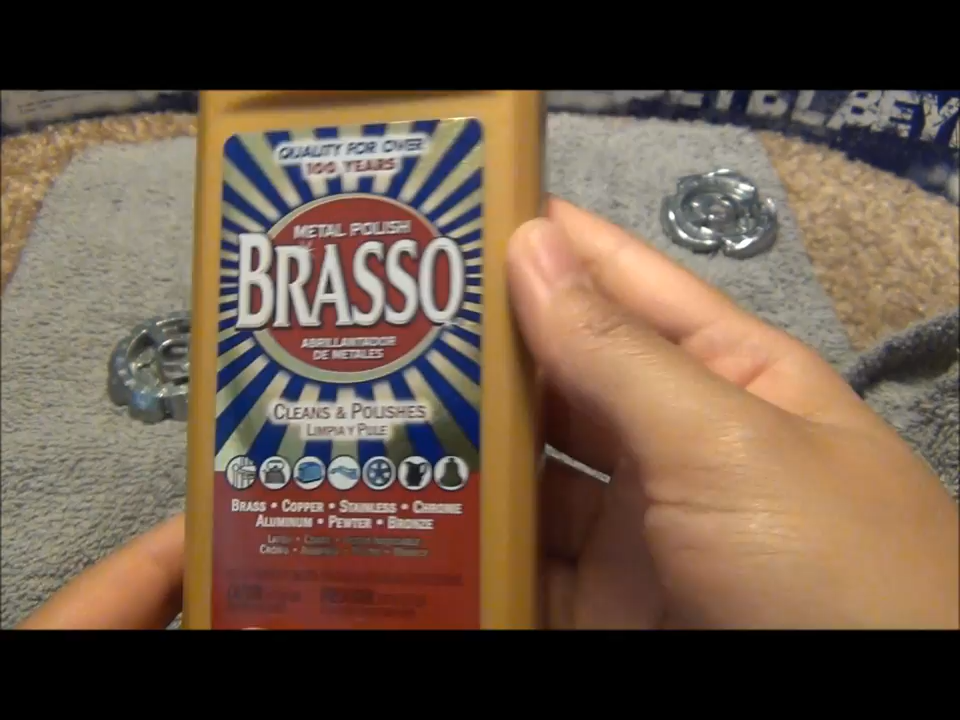 QUALITY FOR OVER
100 YEARS
METAL POLISH
BRASSO
ABRILLANTADOR
DE METALES
CLEANS & POLISHES
LIMPIA Y PULE
BRASS • COPPER • STAINLESS • CHROME
ALUMINUM • PEWTER • BRONZE